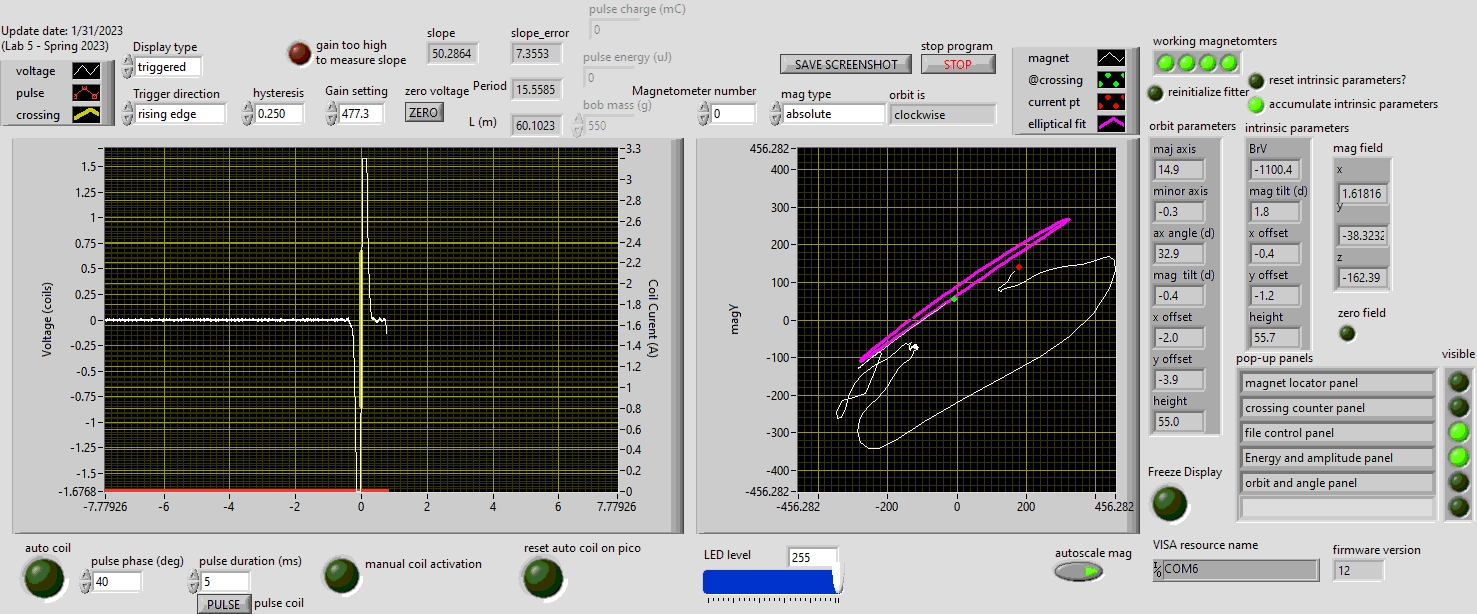 pulse charge (mC)
0
Update date: 1/31/2023
(Lab 5 - Spring 2023)
voltage
pulse
crossing
Display type
triggered
Trigger direction
rising edge
gain too high
to measure slope
hysteresis
0.250
Gain setting
477.3
zero voltage
ZERO
slope
50.2864
slope_error
7.3553
Period
15.5585
L (m)
60.1023
pulse energy (uJ)
0
bob mass (g)
550
SAVE SCREENSHOT
stop program
STOP
Magnetometer number
0
mag type
absolute
orbit is
clockwise
magnet
@crossing
current pt
elliptical fit
working magnetomters
reset intrinsic parameters?
reinitialize fitter
accumulate intrinsic parameters
orbit parameters
maj axis
14.9
minor axis
-0.3
ax angle (d)
32.9
mag tilt (d)
-0.4
x offset
-2.0
y offset
-3.9
height
55.0
intrinsic parameters
BrV
-1100.4
mag tilt (d)
1.8
x offset
-0.4
y offset
-1.2
height
55.7
mag field
x
1.61816
y
-38.3232
z
-162.39
zero field
pop-up panels
visible
magnet locator panel
crossing counter panel
file control panel
Energy and amplitude panel
orbit and angle panel
Freeze Display
Voltage (coils)
1.5
1.25
1
0.75
0.5
0.25
0
-0.25
-0.5
-0.75
-1
-1.25
-1.5
-1.6768
-7.77926
-6
-4
-2
0
2
4
6
7.77926
3.3
3
2.8
2.6
2.4
2.2
2
1.8
1.6
1.4
1.2
1
0.8
0.6
0.4
0.2
0
Coil Current (A)
magy
456.282
400
300
200
100
0
-100
-200
-300
-400
-456.282
-456.282
-200
0
200
456.282
auto coil
pulse phase (deg)
40
pulse duration (ms)
5
PULSE
pulse coil
manual coil activation
reset auto coil on pico
LED level
255
autoscale mag
VISA resource name
COM6
firmware version
12